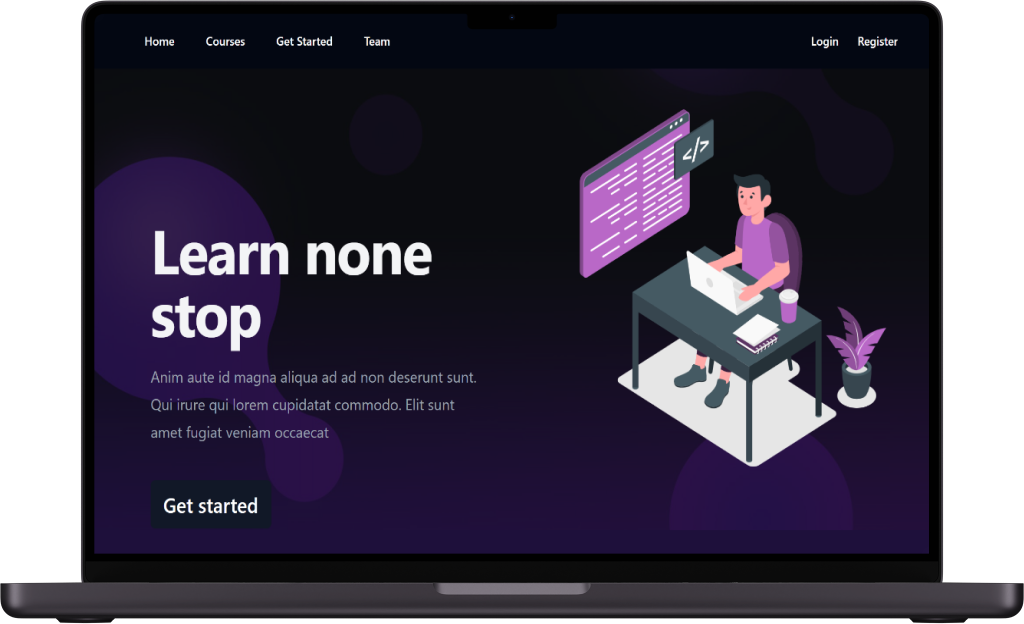 Home Courses Get Started Team Login Register
</>
Learn none
stop
Anim aute id magna aliqua ad ad non deserunt sunt.
Qui irure qui lorem cupidatat commodo. Elit sunt
amet fugiat veniam occaecat
Get started